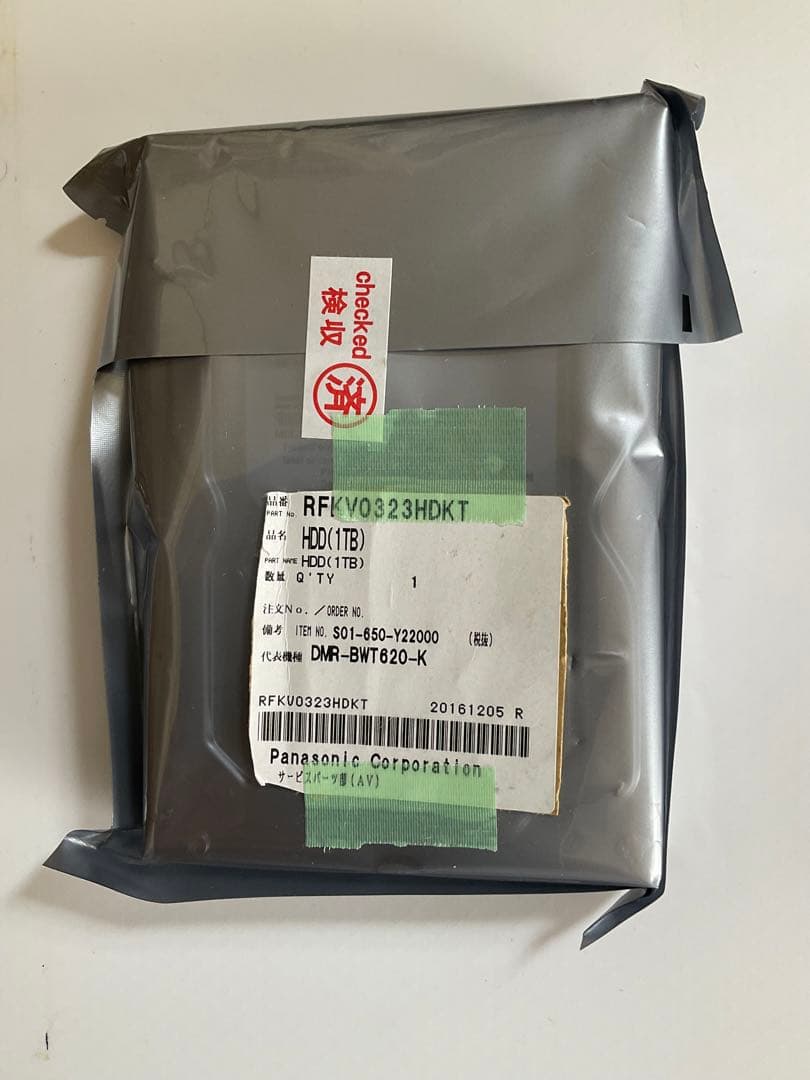 checked
検収
済
品番 RFKV0323HDKT
PART No.
品名 HDD(1TB)
PART NAME HDD(1TB)
数量 Q'TY 1
注文No./ORDER NO.
備考 ITEM NO. S01-650-Y22000 (税抜)
代表機種 DMR-BWT620-K
RFKV0323HDKT 20161205 R
Panasonic Corporation
サービスパーツ部(AV)